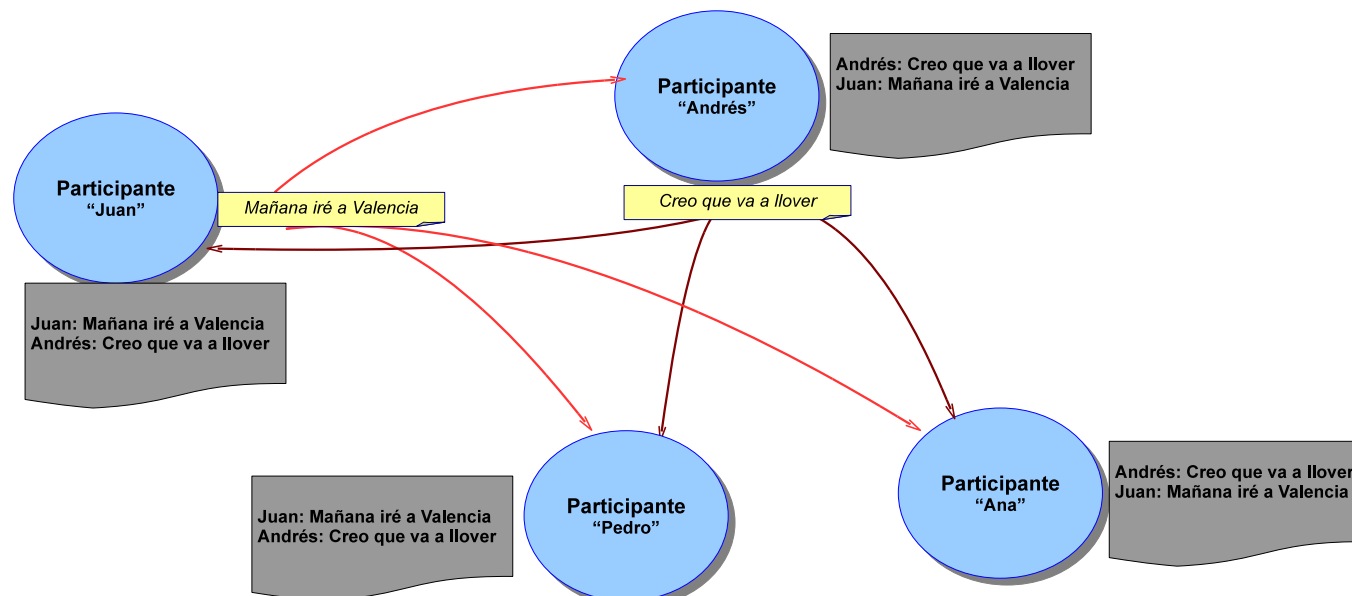 Participante
“Andrés”
Andrés: Creo que va a llover
Juan: Mañana iré a Valencia
Participante
“Juan”
Mañana iré a Valencia
Creo que va a llover
Juan: Mañana iré a Valencia
Andrés: Creo que va a llover
Juan: Mañana iré a Valencia
Andrés: Creo que va a llover
Participante
“Pedro”
Participante
“Ana”
Andrés: Creo que va a llover
Juan: Mañana iré a Valencia